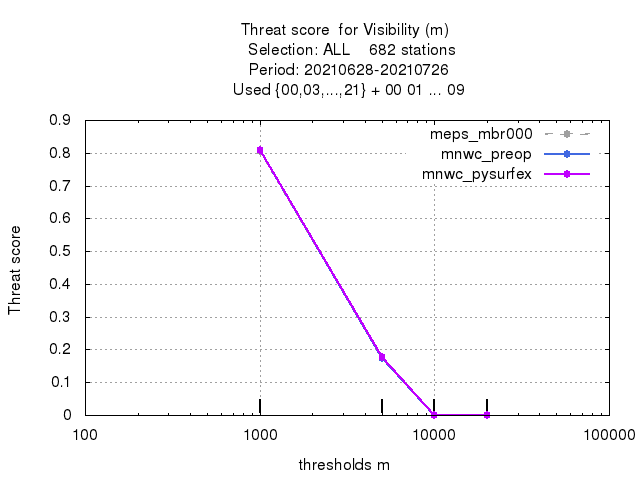 Threat score  for Visibility (m)
Selection: ALL    682 stations
Period: 20210628-20210726
Used {00,03,...,21} + 00 01 ... 09
meps_mbr000
mnwc_preop
mnwc_pysurfex
Threat score
0.9
0.8
0.7
0.6
0.5
0.4
0.3
0.2
0.1
0
100
1000
10000
100000
thresholds m